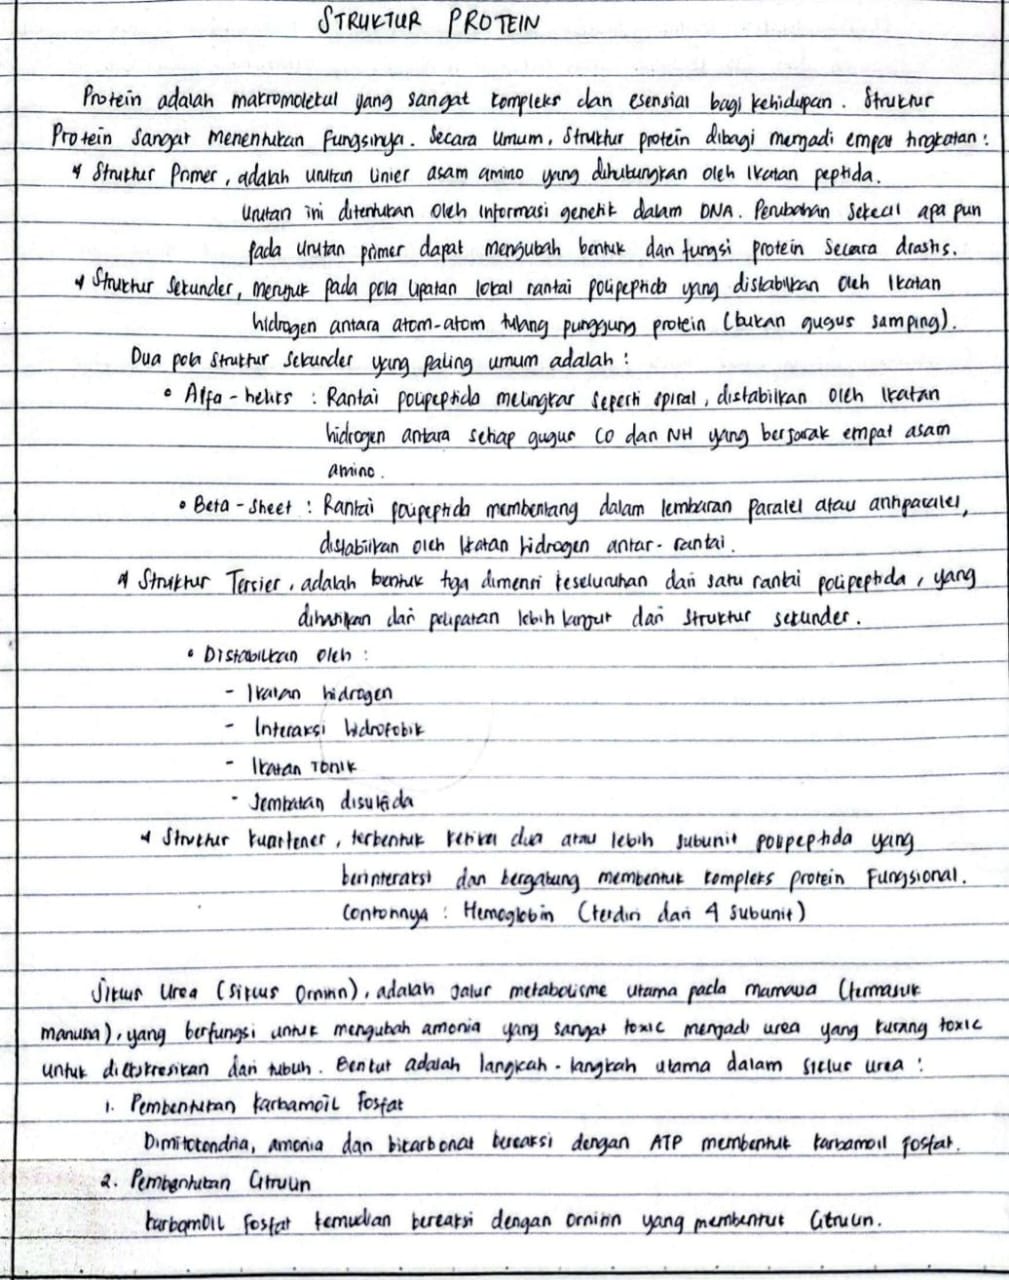 STRUKTUR PROTEIN
Protein adalah makromolekul yang sangat kompleks dan esensial bagi kehidupan. Struktur
Protein sangat menentukan fungsinya. Secara Umum, Struktur protein dibagi menjadi empat tingkatan :
* Struktur Primer, adalah urutan linier asam amino yang dihubungkan oleh Ikatan peptida.
Urutan ini ditentukan oleh informasi genetik dalam DNA. Perubahan sekecil apa pun
pada urutan primer dapat mengubah bentuk dan fungsi protein secara drastis.
* Struktur Sekunder, merujuk pada pola lipatan lokal rantai polipeptida yang distabilkan oleh Ikatan
hidrogen antara atom-atom tulang punggung protein (bukan gugus samping).
Dua pola struktur sekunder yang paling umum adalah :
• Alfa - heliks : Rantai polipeptida melingkar seperti spiral, distabilkan oleh Ikatan
hidrogen antara setiap gugus CO dan NH yang berjarak empat asam
amino.
• Beta - sheet : Rantai polipeptida membentang dalam lembaran paralel atau antiparalel,
distabilkan oleh Ikatan hidrogen antar-rantai.
* Struktur Tersier, adalah bentuk tiga dimensi keseluruhan dari satu rantai polipeptida, yang
dihasilkan dari pelipatan lebih lanjut dari struktur sekunder.
• Distabilkan oleh :
- Ikatan hidrogen
- Interaksi hidrofobik
- Ikatan Ionik
- Jembatan disulfida
* Struktur kuartener, terbentuk ketika dua atau lebih subunit polipeptida yang
berinteraksi dan bergabung membentuk kompleks protein Fungsional.
Contohnya : Hemoglobin (terdiri dari 4 subunit)
Siklus Urea (Siklus Ornitin), adalah jalur metabolisme utama pada mamalia (termasuk
manusia), yang berfungsi untuk mengubah amonia yang sangat toxic menjadi urea yang kurang toxic
untuk diekskresikan dari tubuh. Berikut adalah langkah-langkah utama dalam siklus urea :
1. Pembentukan Karbamoil Fosfat
Dimitokondria, amonia dan bikarbonat bereaksi dengan ATP membentuk karbamoil fosfat.
2. Pembentukan Citrulin
karbamoil Fosfat kemudian bereaksi dengan ornitin yang membentuk Citrulin.